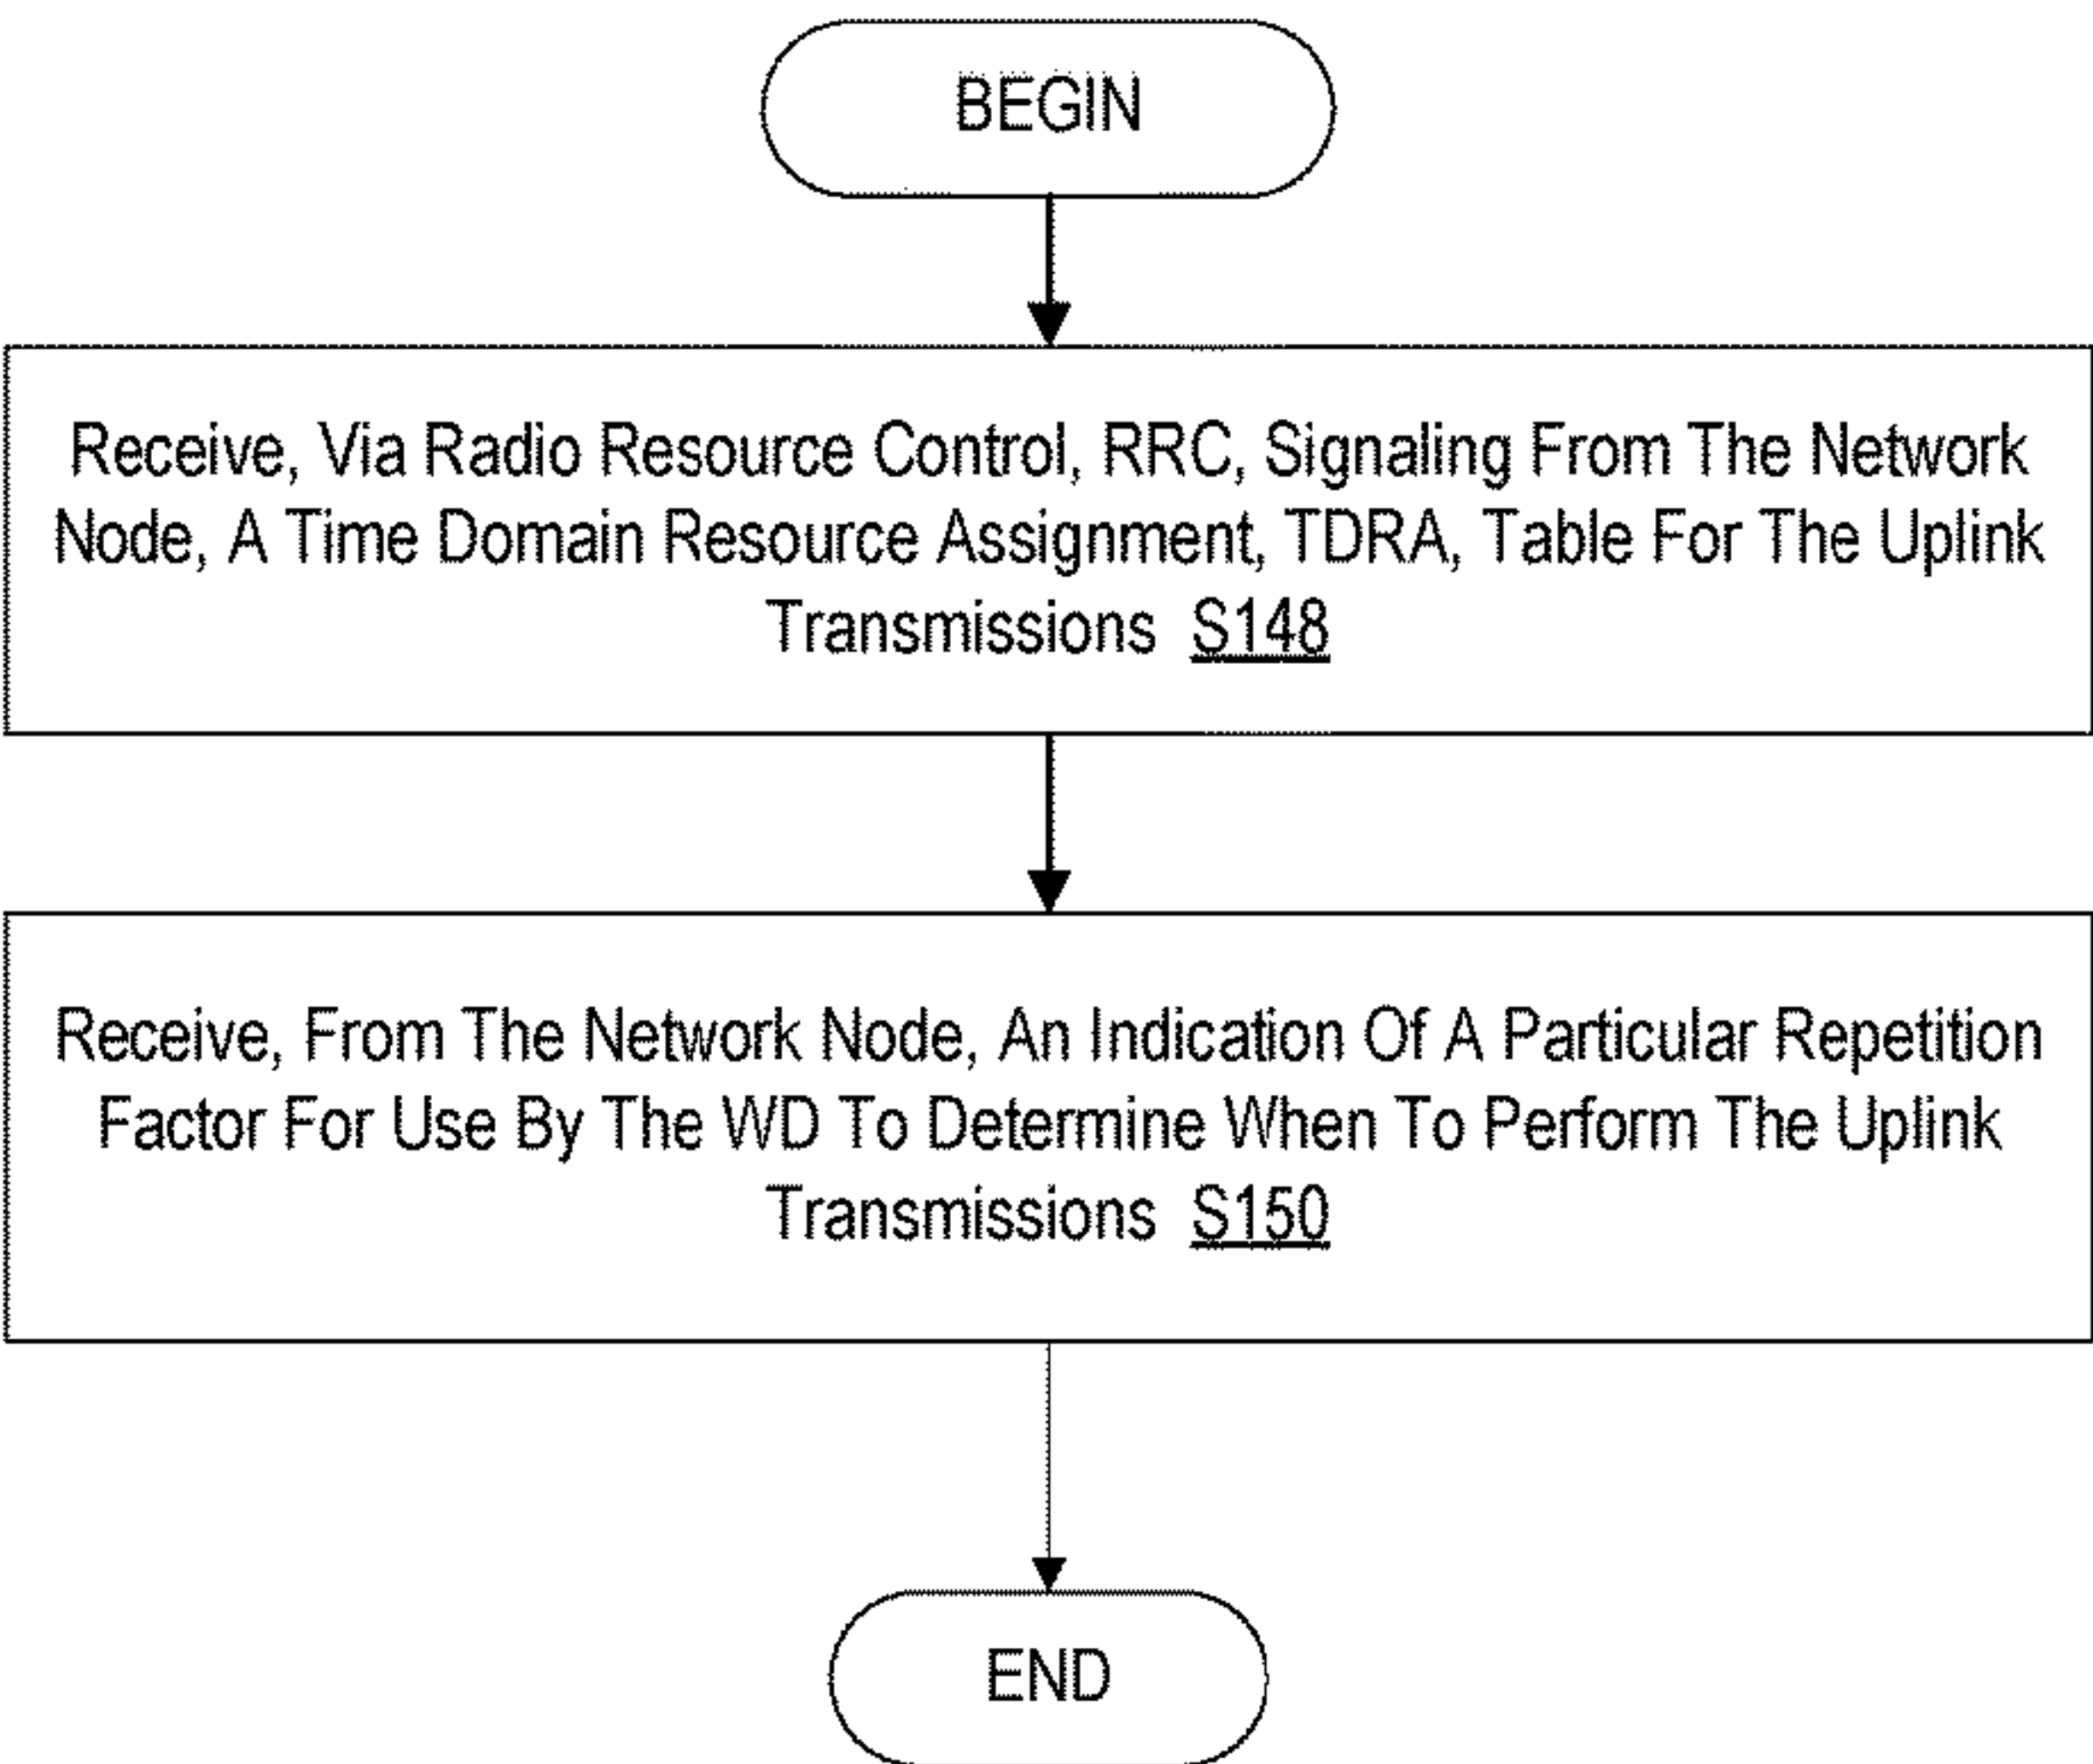 BEGIN
Receive, Via Radio Resource Control, RRC, Signaling From The Network
Node, A Time Domain Resource Assignment, TDRA, Table For The Uplink
Transmissions S148
Receive, From The Network Node, An Indication Of A Particular Repetition
Factor For Use By The WD To Determine When To Perform The Uplink
Transmissions S150
END